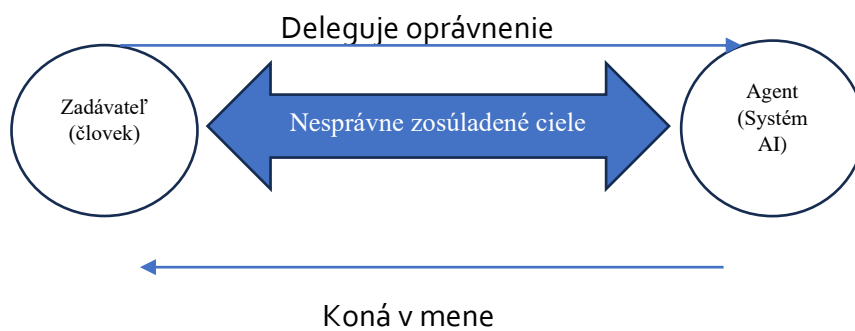 Deleguje oprávnenie
Zadávateľ
(človek)
Nesprávne zosúladené ciele
Agent
(Systém
AI)
Koná v mene